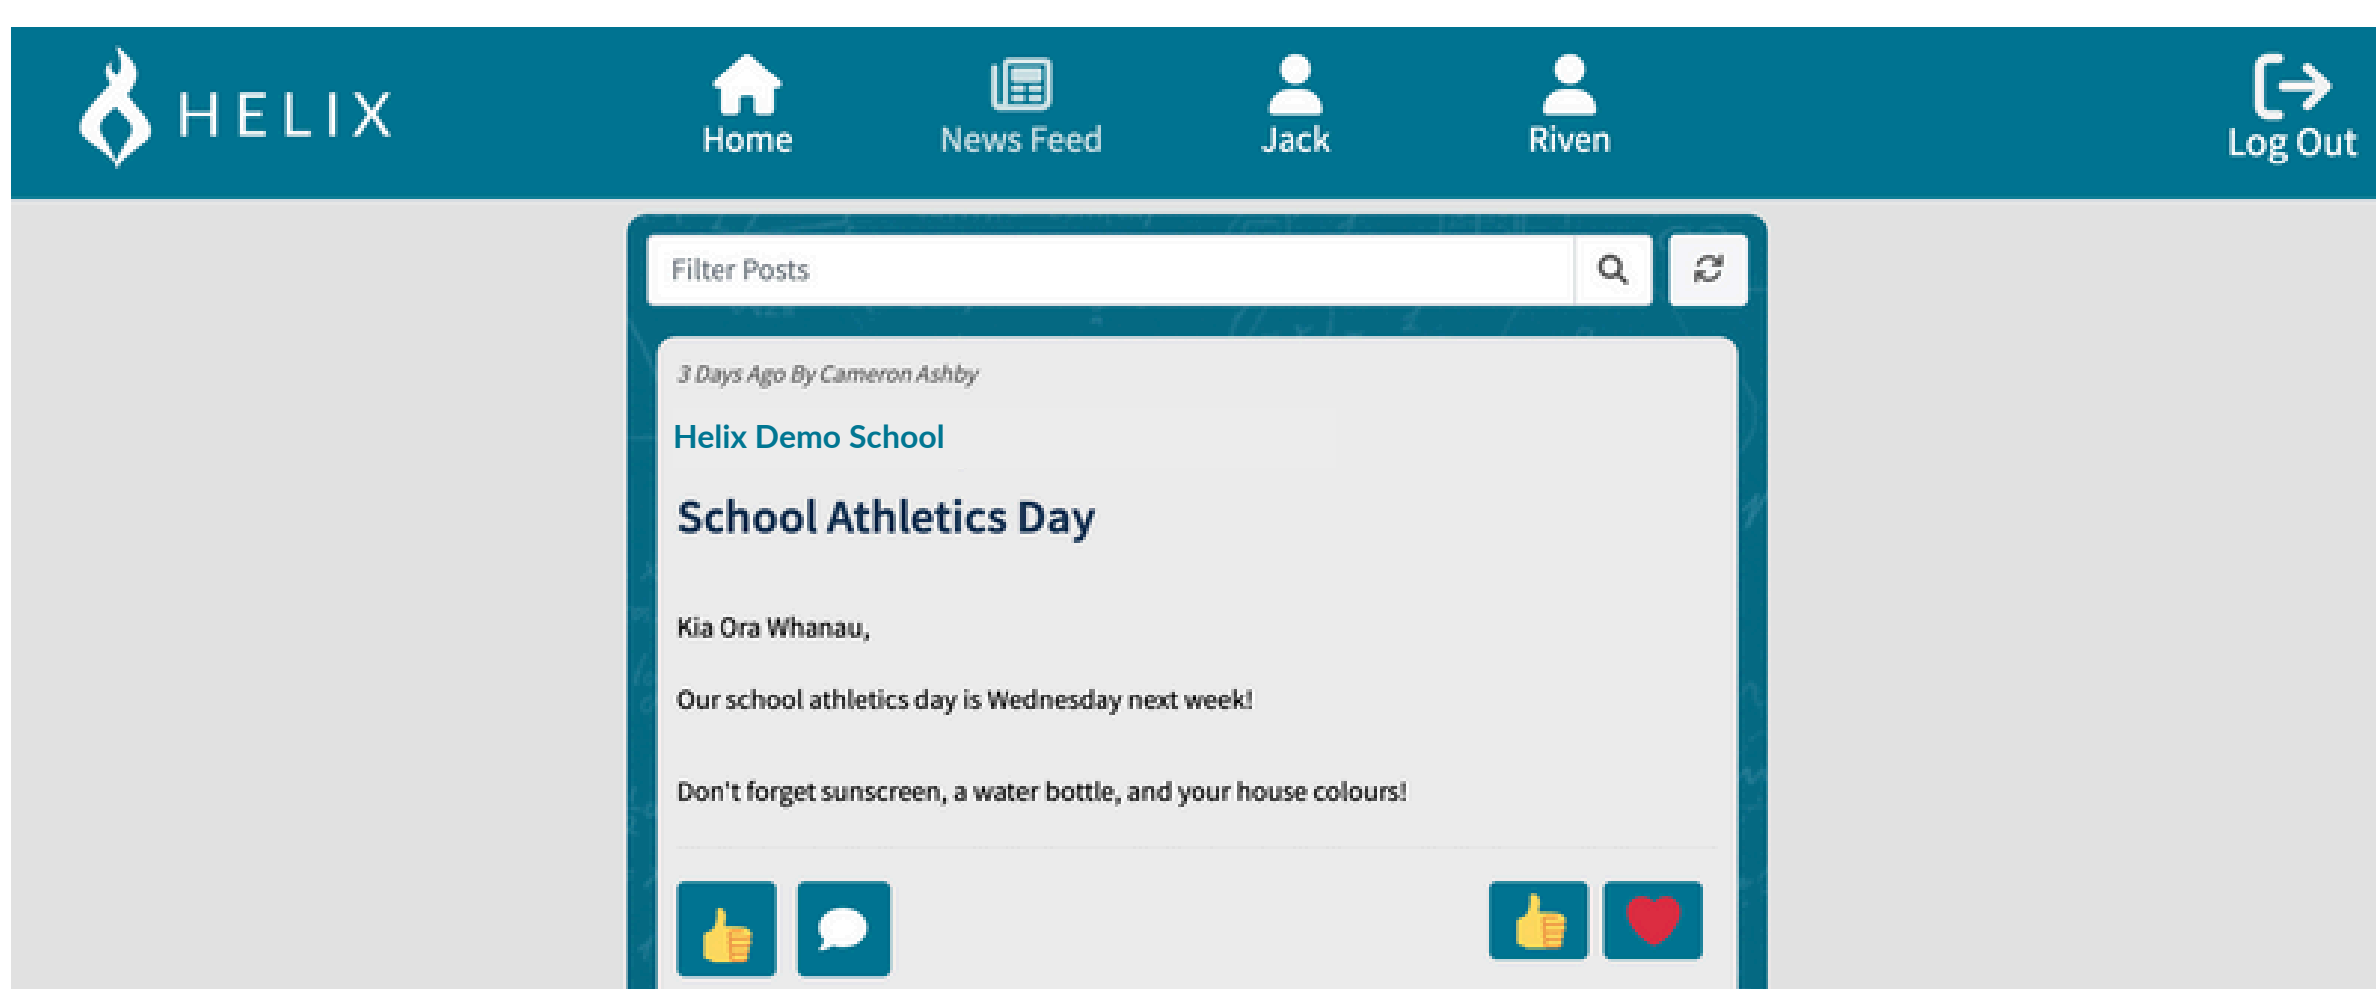 HELIX
Home
News Feed
Jack
Riven
Log Out
Filter Posts
3 Days Ago By Cameron Ashby
Helix Demo School
School Athletics Day
Kia Ora Whanau,
Our school athletics day is Wednesday next week!
Don't forget sunscreen, a water bottle, and your house colours!